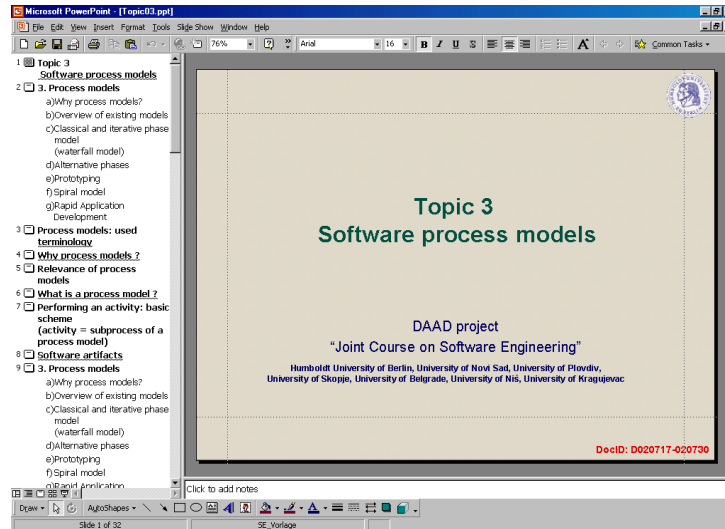 Microsoft PowerPoint - [Topic03.ppt]
File Edit View Insert Format Tools Slide Show Window Help
76% Arial 16 B I U S A Common Tasks
1 Topic 3
Software process models
2 3. Process models
a)Why process models?
b)Overview of existing models
c)Classical and iterative phase
model
(waterfall model)
d)Alternative phases
e)Prototyping
f)Spiral model
g)Rapid Application
Development
3 Process models: used
terminology
4 Why process models ?
5 Relevance of process
models
6 What is a process model ?
7 Performing an activity: basic
scheme
(activity = subprocess of a
process model)
8 Software artifacts
9 3. Process models
a)Why process models?
b)Overview of existing models
c)Classical and iterative phase
model
(waterfall model)
d)Alternative phases
e)Prototyping
f)Spiral model
g)Rapid Application
Topic 3
Software process models
DAAD project
“Joint Course on Software Engineering”
Humboldt University of Berlin, University of Novi Sad, University of Plovdiv,
University of Skopje, University of Belgrade, University of Niš, University of Kragujevac
DocID: D020717-020730
Click to add notes
Draw AutoShapes
Slide 1 of 32 SE_Vorlage